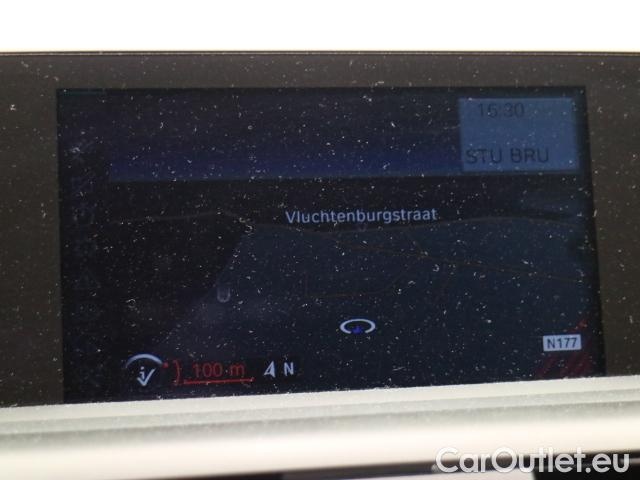 15:30
STU BRU
Vluchtenburgstraat
N177
100 m
N
CarOutlet.eu